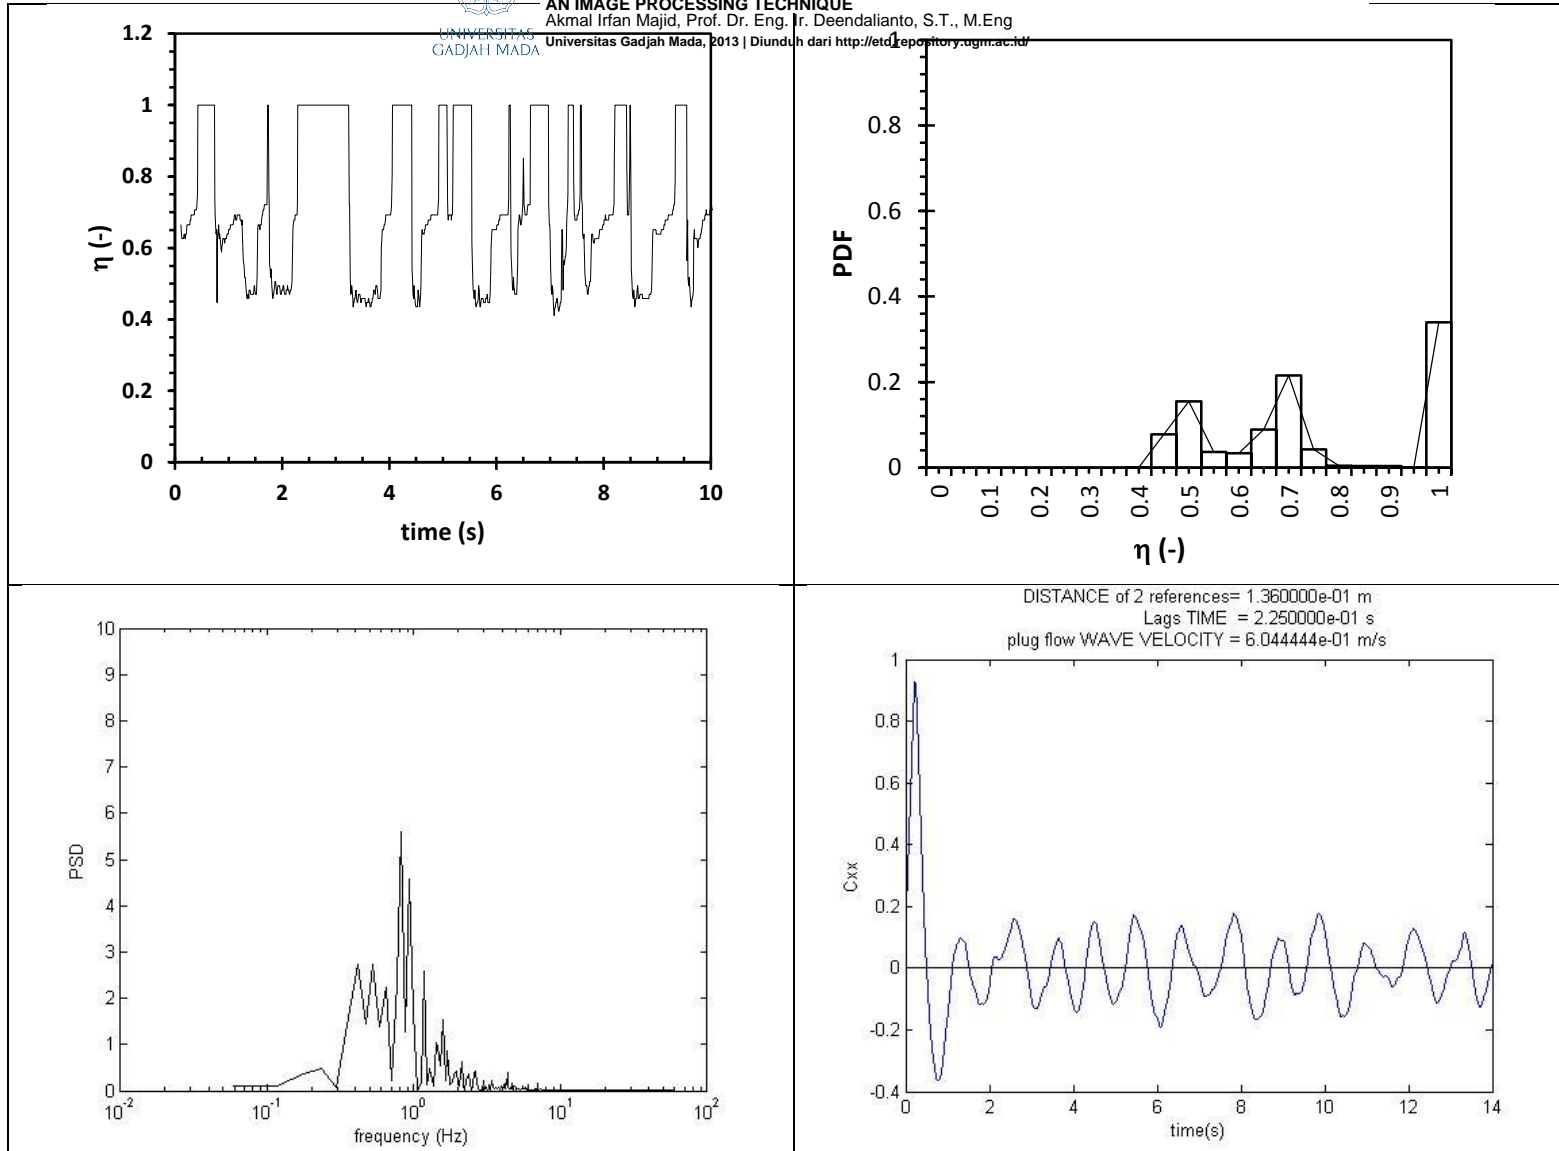 AN IMAGE PROCESSING TECHNIQUE
Akmal Irfan Majid, Prof. Dr. Eng. Ir. Deendalianto, S.T., M.Eng
UNIVERSITAS
GADJAH MADA
Universitas Gadjah Mada, 2013 | Diunduh dari http://etd.repository.ugm.ac.id/
1.2
1
0.8
0.6
0.4
0.2
0
η (-)
0 2 4 6 8 10
time (s)
1
0.8
0.6
0.4
0.2
0
PDF
0 0.1 0.2 0.3 0.4 0.5 0.6 0.7 0.8 0.9 1
η (-)
10
9
8
7
6
5
4
3
2
1
0
PSD
10-2 10-1 100 101 102
frequency (Hz)
DISTANCE of 2 references= 1.360000e-01 m
Lags TIME = 2.250000e-01 s
plug flow WAVE VELOCITY = 6.044444e-01 m/s
1
0.8
0.6
0.4
0.2
0
-0.2
-0.4
Cxx
0 2 4 6 8 10 12 14
time(s)